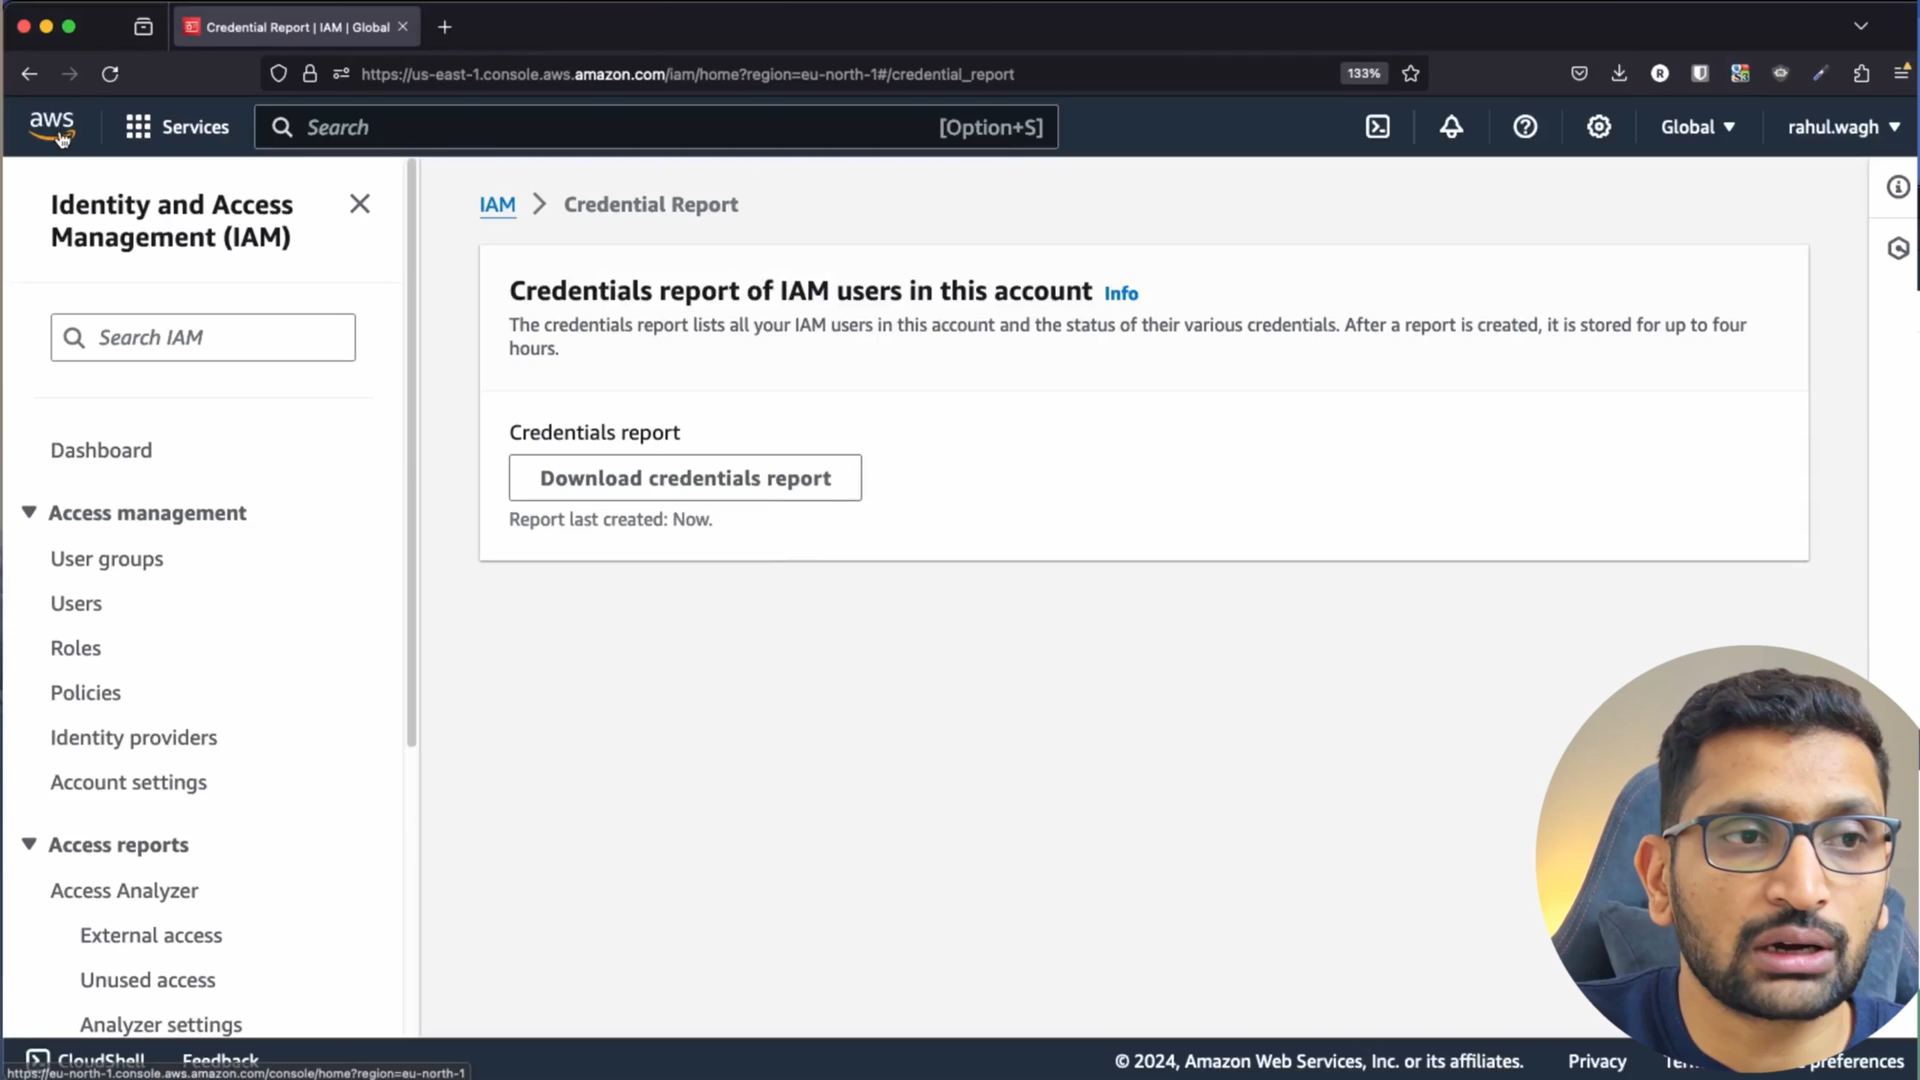 Credential Report | IAM | Global
https://us-east-1.console.aws.amazon.com/iam/home?region=eu-north-1#/credential_report
133%
R
aws
Services
Search
[Option+S]
Global
rahul.wagh
Identity and Access
Management (IAM)
Search IAM
Dashboard
Access management
User groups
Users
Roles
Policies
Identity providers
Account settings
Access reports
Access Analyzer
External access
Unused access
Analyzer settings
IAM > Credential Report
Credentials report of IAM users in this account Info
The credentials report lists all your IAM users in this account and the status of their various credentials. After a report is created, it is stored for up to four
hours.
Credentials report
Download credentials report
Report last created: Now.
CloudShell
Feedback
© 2024, Amazon Web Services, Inc. or its affiliates.
Privacy
preferences
https://eu-north-1.console.aws.amazon.com/console/home?region=eu-north-1